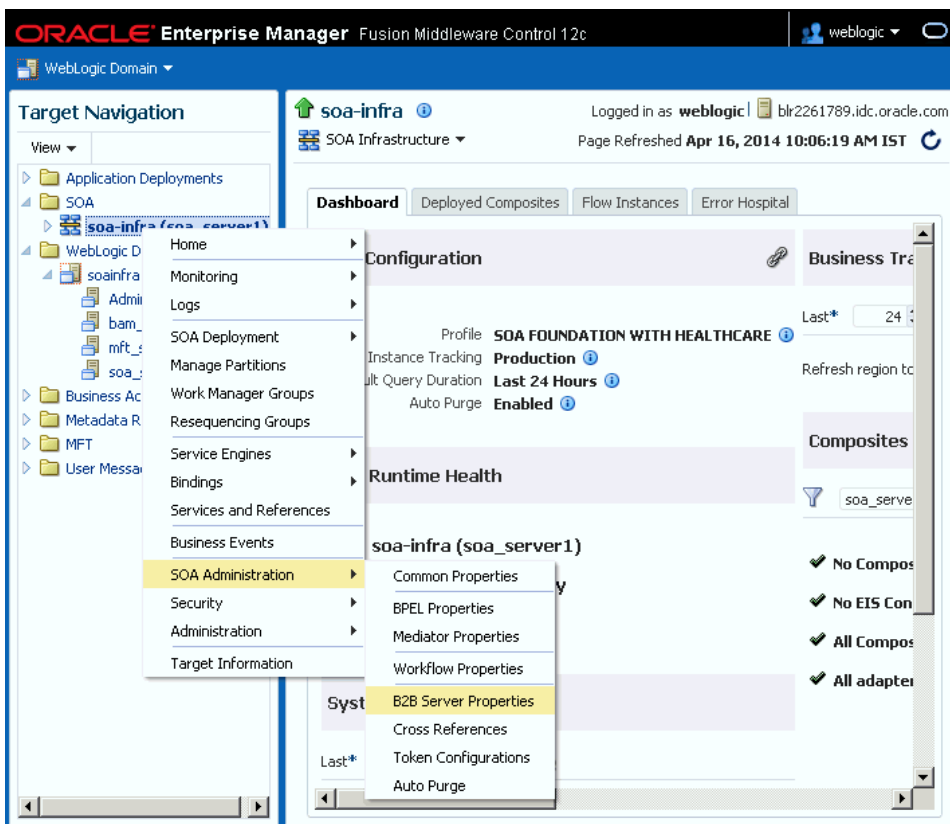 ORACLE Enterprise Manager Fusion Middleware Control 12c
weblogic
WebLogic Domain
Target Navigation
View
Application Deployments
SOA
soa-infra (soa_server1)
WebLogic D
soainfra
Admi
bam_
mft_s
soa_s
Business Ac
Metadata R
MFT
User Messa
Home
Monitoring
Logs
SOA Deployment
Manage Partitions
Work Manager Groups
Resequencing Groups
Service Engines
Bindings
Services and References
Business Events
SOA Administration
Security
Administration
Target Information
Common Properties
BPEL Properties
Mediator Properties
Workflow Properties
B2B Server Properties
Cross References
Token Configurations
Auto Purge
soa-infra
Logged in as weblogic
blr2261789.idc.oracle.com
SOA Infrastructure
Page Refreshed Apr 16, 2014 10:06:19 AM IST
Dashboard
Deployed Composites
Flow Instances
Error Hospital
Configuration
Profile SOA FOUNDATION WITH HEALTHCARE
Instance Tracking Production
ult Query Duration Last 24 Hours
Auto Purge Enabled
Runtime Health
soa-infra (soa_server1)
y
Syst
Last*
Business Tra
Last* 24
Refresh region to
Composites
soa_serve
No Compos
No EIS Con
All Compos
All adapter